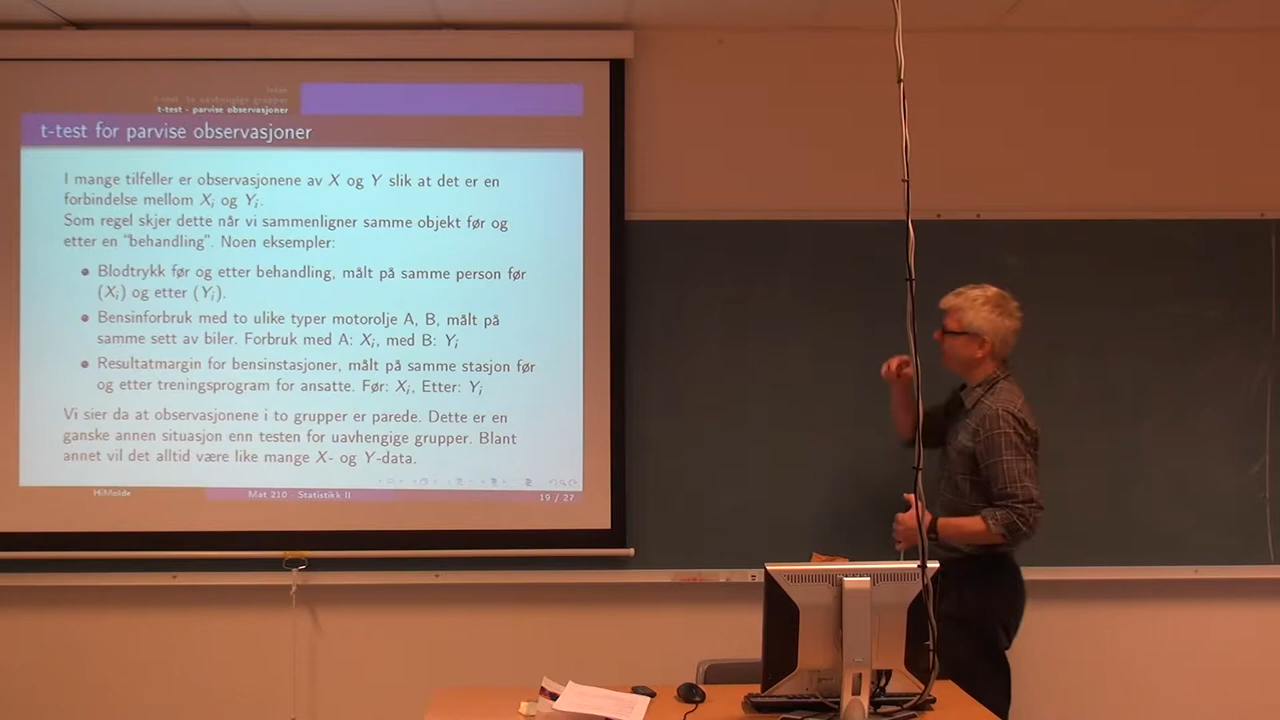 t-test to uavhengige grupper
t-test - parvise observasjoner
t-test for parvise observasjoner
I mange tilfeller er observasjonene av X og Y slik at det er en
forbindelse mellom Xi og Yi.
Som regel skjer dette når vi sammenligner samme objekt før og
etter en "behandling". Noen eksempler:
Blodtrykk før og etter behandling, målt på samme person før
(Xi) og etter (Yi).
Bensinforbruk med to ulike typer motorolje A, B, målt på
samme sett av biler. Forbruk med A: Xi, med B: Yi
Resultatmargin for bensinstasjoner, målt på samme stasjon før
og etter treningsprogram for ansatte. Før: Xi, Etter: Yi
Vi sier da at observasjonene i to grupper er parede. Dette er en
ganske annen situasjon enn testen for uavhengige grupper. Blant
annet vil det alltid være like mange X- og Y-data.
HiMolde Mat 210 - Statistikk II 19 / 27